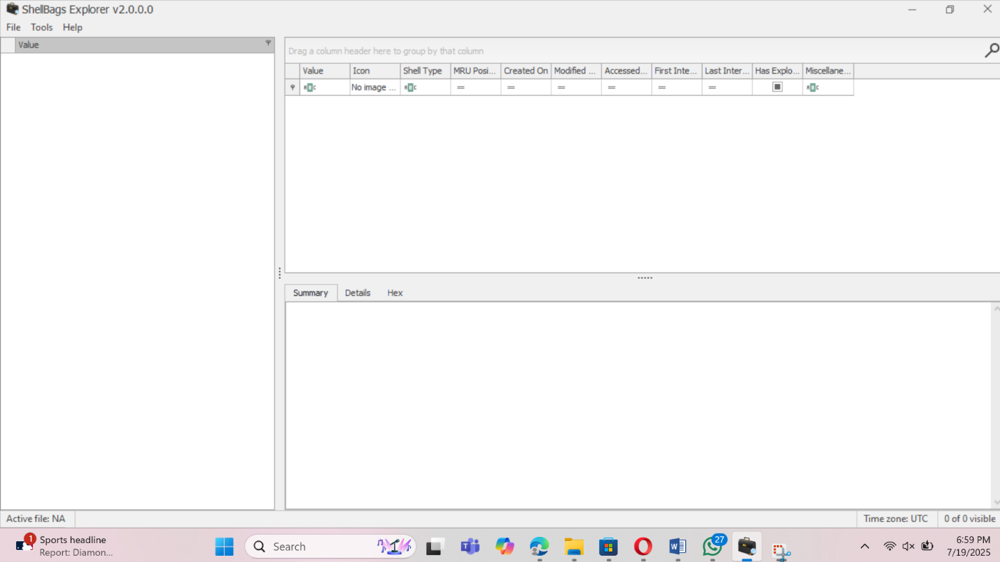 ShellBags Explorer v2.0.0.0
File Tools Help
Value
Drag a column header here to group by that column
Value Icon Shell Type MRU Posi... Created On Modified ... Accessed... First Inte... Last Inter... Has Explo... Miscellane...
No image ...
Summary Details Hex
Active file: NA
Time zone: UTC
0 of 0 visible
1
Sports headline
Report: Diamon...
Search
27
6:59 PM
7/19/2025